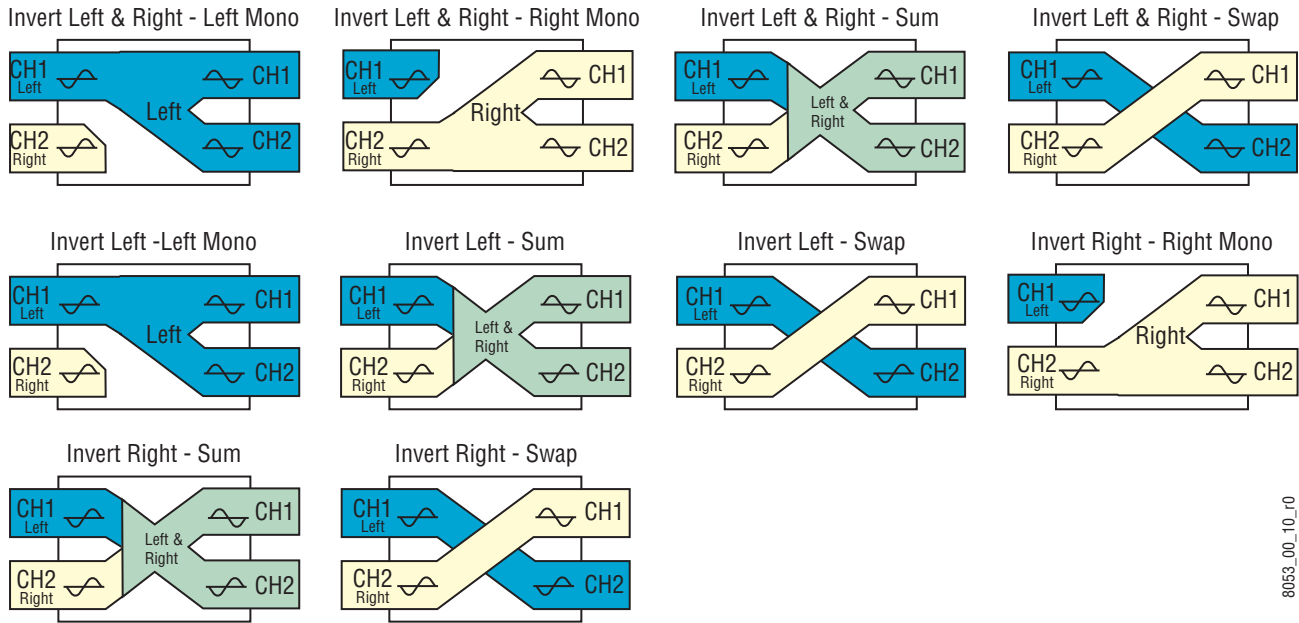 Invert Left & Right - Left Mono
CH1
Left
CH1
Left
CH2
Right
CH2
Invert Left & Right - Right Mono
CH1
Left
CH1
Right
CH2
Right
CH2
Invert Left & Right - Sum
CH1
Left
CH1
Left &
Right
CH2
Right
CH2
Invert Left & Right - Swap
CH1
Left
CH1
CH2
Right
CH2
Invert Left -Left Mono
CH1
Left
CH1
Left
CH2
Right
CH2
Invert Left - Sum
CH1
Left
CH1
Left &
Right
CH2
Right
CH2
Invert Left - Swap
CH1
Left
CH1
CH2
Right
CH2
Invert Right - Right Mono
CH1
Left
CH1
Right
CH2
Right
CH2
Invert Right - Sum
CH1
Left
CH1
Left &
Right
CH2
Right
CH2
Invert Right - Swap
CH1
Left
CH1
CH2
Right
CH2
8053_00_10_r0